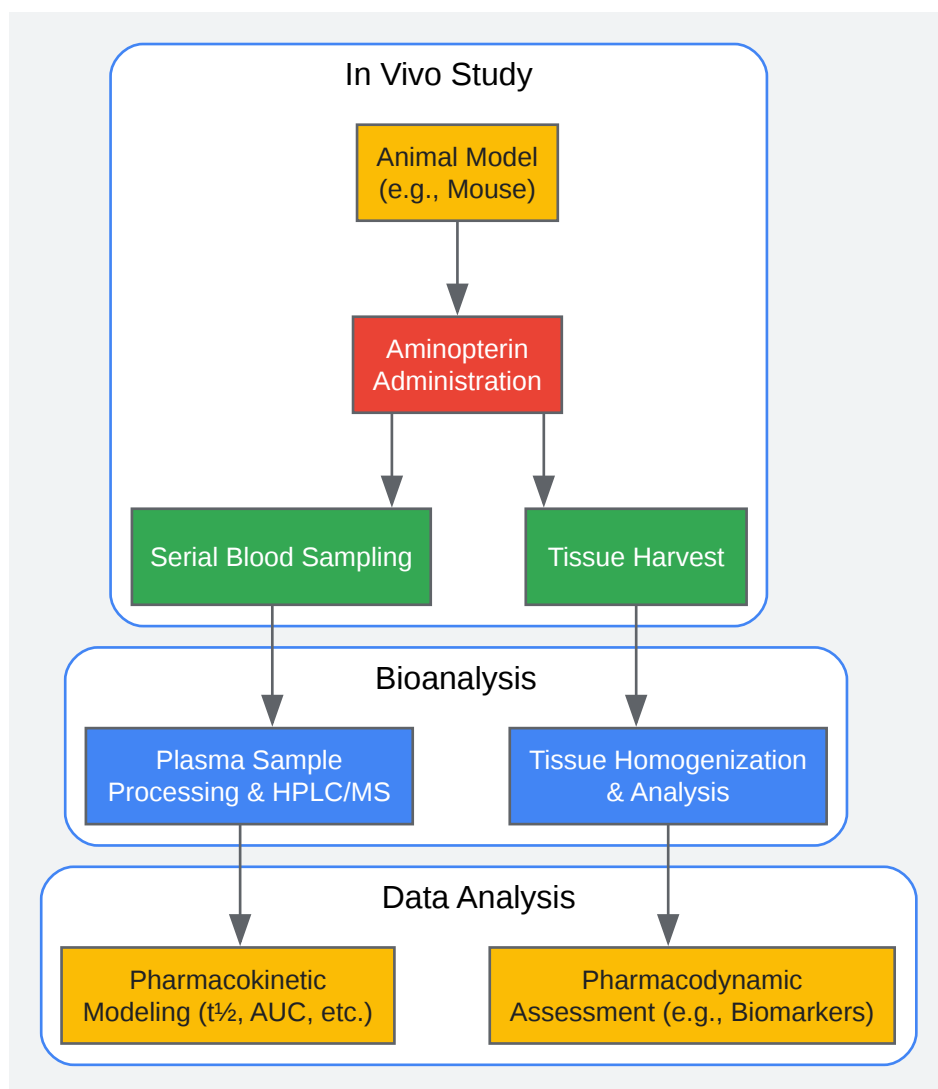 In Vivo Study
Animal Model
(e.g., Mouse)
Aminopterin
Administration
Serial Blood Sampling
Tissue Harvest
Bioanalysis
Plasma Sample
Processing & HPLC/MS
Tissue Homogenization
& Analysis
Data Analysis
Pharmacokinetic
Modeling (t½, AUC, etc.)
Pharmacodynamic
Assessment (e.g., Biomarkers)